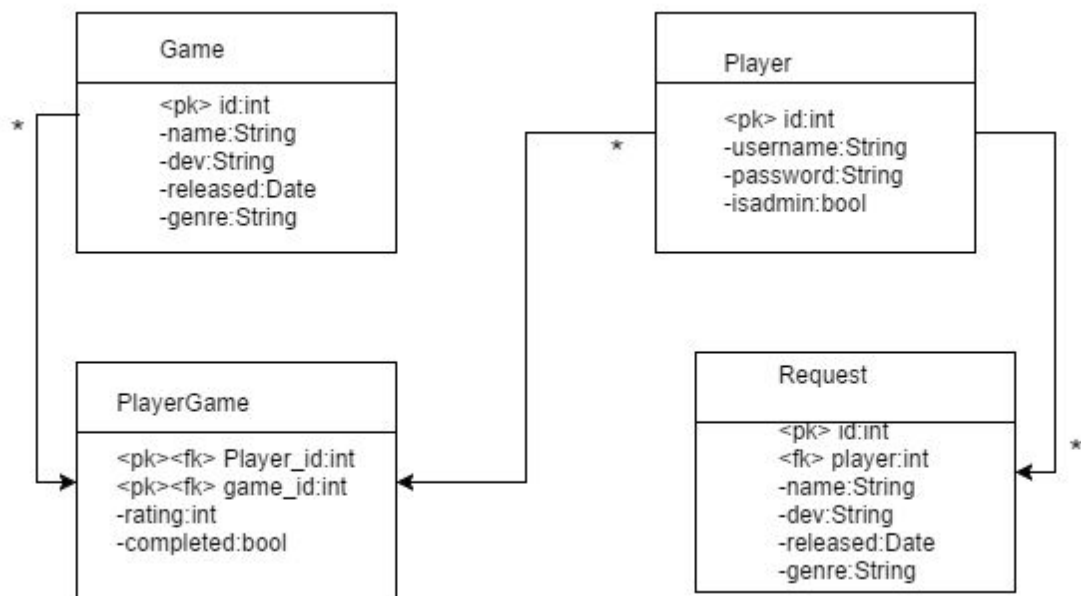 Game
<pk> id:int
-name:String
-dev:String
-released:Date
-genre:String
*
Player
<pk> id:int
-username:String
-password:String
-isadmin:bool
*
PlayerGame
<pk><fk> Player_id:int
<pk><fk> game_id:int
-rating:int
-completed:bool
Request
<pk> id:int
<fk> player:int
-name:String
-dev:String
-released:Date
-genre:String
*